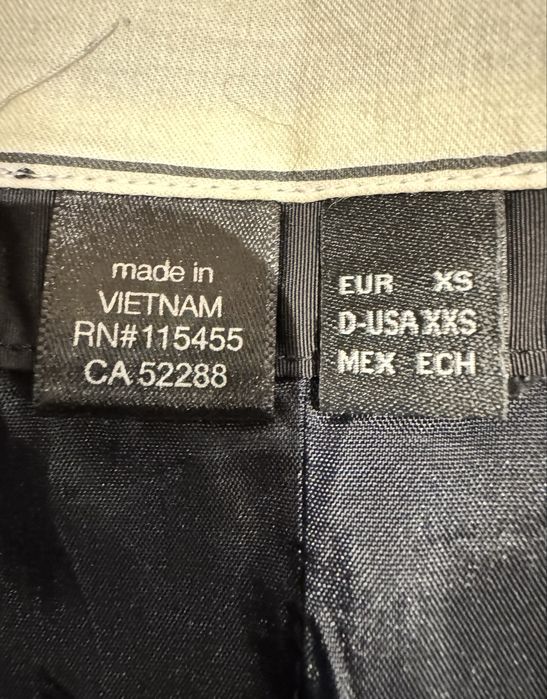 made in
VIETNAM
RN#115455
CA 52288
EUR XS
D-USA XXS
MEX ECH